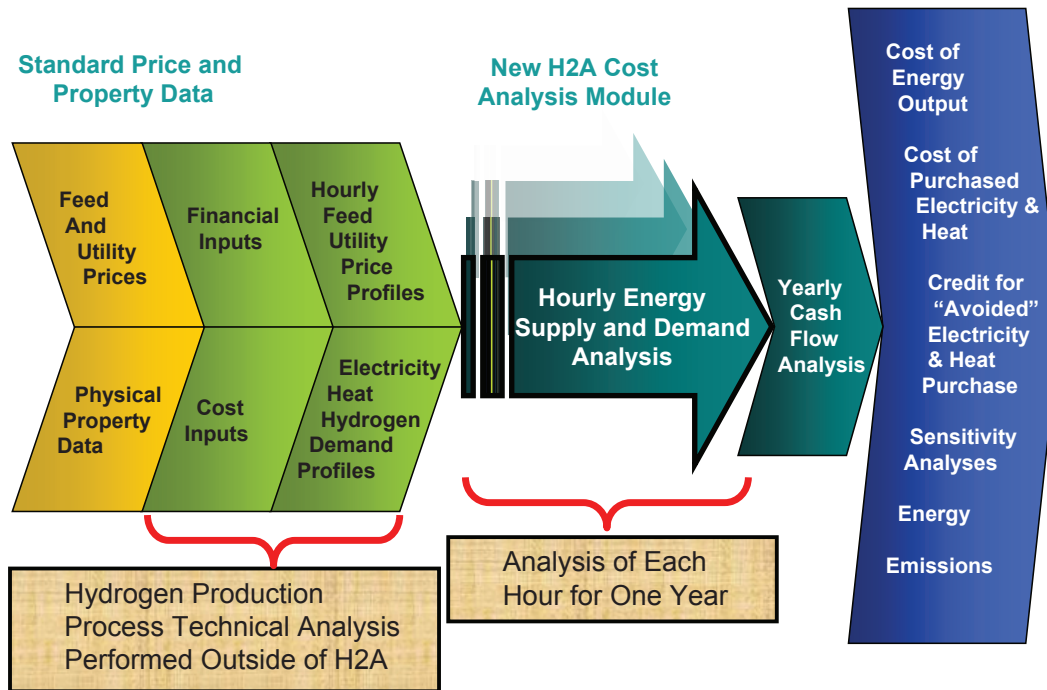 Standard Price and
Property Data
New H2A Cost
Analysis Module
Feed
And
Utility
Prices
Financial
Inputs
Hourly
Feed
Utility
Price
Profiles
Physical
Property
Data
Cost
Inputs
Electricity
Heat
Hydrogen
Demand
Profiles
Hourly Energy
Supply and Demand
Analysis
Yearly
Cash
Flow
Analysis
Cost of
Energy
Output
Cost of
Purchased
Electricity &
Heat
Credit for
“Avoided”
Electricity
& Heat
Purchase
Sensitivity
Analyses
Energy
Emissions
Hydrogen Production
Process Technical Analysis
Performed Outside of H2A
Analysis of Each
Hour for One Year